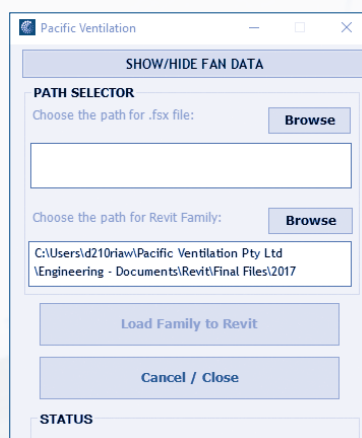 Pacific Ventilation
SHOW/HIDE FAN DATA
PATH SELECTOR
Choose the path for .fsx file:
Browse
Choose the path for Revit Family:
Browse
C:\Users\d210riaw\Pacific Ventilation Pty Ltd
\Engineering - Documents\Revit\Final Files\2017
Load Family to Revit
Cancel / Close
STATUS